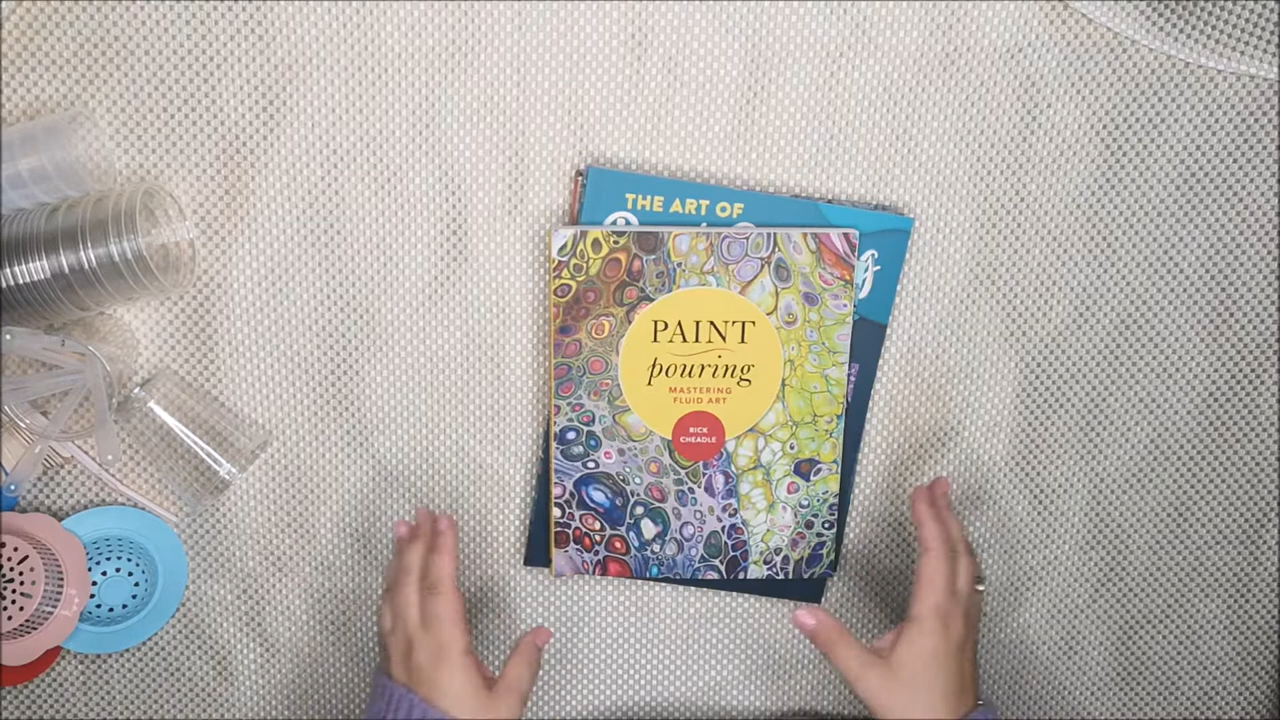 THE ART OF
PAINT
pouring
MASTERING
FLUID ART
RICK
CHEADLE